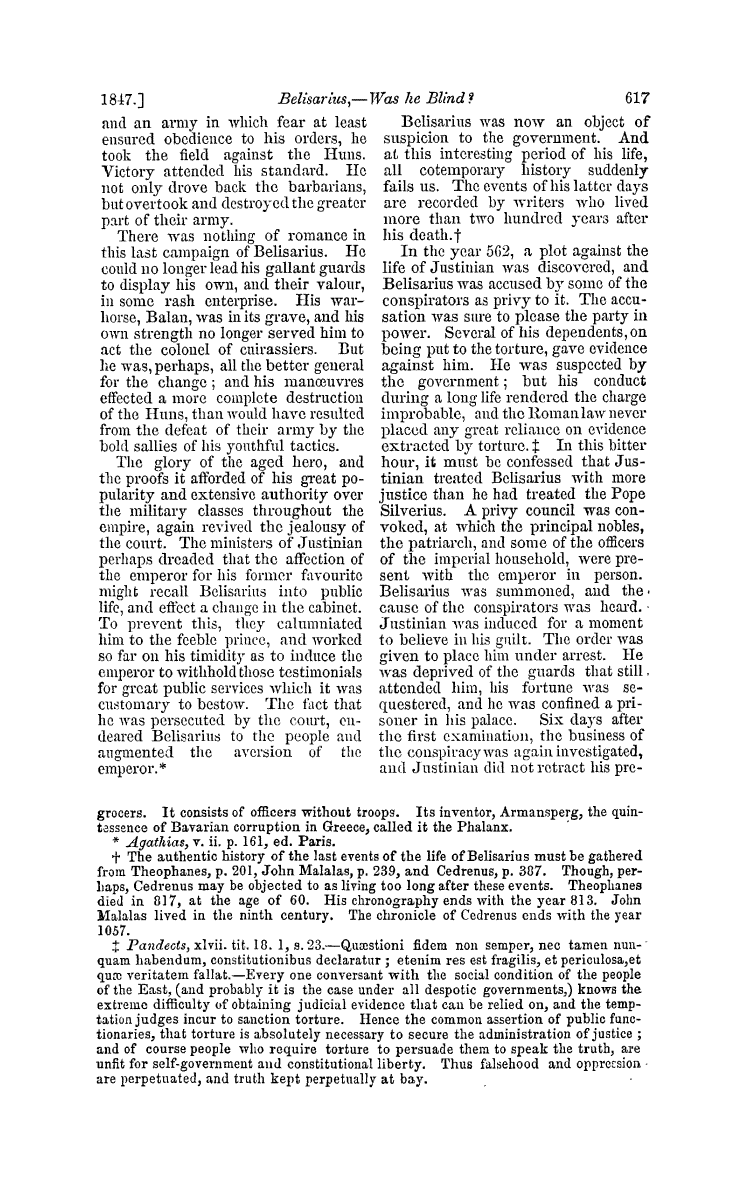 1847.] Belisarius,—Was he Blind? 617
and an army in which fear at least
ensured obedience to his orders, he
took the field against the Huns.
Victory attended his standard. He
not only drove back the barbarians,
but overtook and destroyed the greater
part of their army.
There was nothing of romance in
this last campaign of Belisarius. He
could no longer lead his gallant guards
to display his own, and their valour,
in some rash enterprise. His war-
horse, Balan, was in its grave, and his
own strength no longer served him to
act the colonel of cuirassiers. But
he was, perhaps, all the better general
for the change; and his manœuvres
effected a more complete destruction
of the Huns, than would have resulted
from the defeat of their army by the
bold sallies of his youthful tactics.
The glory of the aged hero, and
the proofs it afforded of his great po-
pularity and extensive authority over
the military classes throughout the
empire, again revived the jealousy of
the court. The ministers of Justinian
perhaps dreaded that the affection of
the emperor for his former favourite
might recall Belisarius into public
life, and effect a change in the cabinet.
To prevent this, they calumniated
him to the feeble prince, and worked
so far on his timidity as to induce the
emperor to withhold those testimonials
for great public services which it was
customary to bestow. The fact that
he was persecuted by the court, en-
deared Belisarius to the people and
augmented the aversion of the
emperor.*
Belisarius was now an object of
suspicion to the government. And
at this interesting period of his life,
all cotemporary history suddenly
fails us. The events of his latter days
are recorded by writers who lived
more than two hundred years after
his death.†
In the year 562, a plot against the
life of Justinian was discovered, and
Belisarius was accused by some of the
conspirators as privy to it. The accu-
sation was sure to please the party in
power. Several of his dependents, on
being put to the torture, gave evidence
against him. He was suspected by
the government; but his conduct
during a long life rendered the charge
improbable, and the Roman law never
placed any great reliance on evidence
extracted by torture.‡ In this bitter
hour, it must be confessed that Jus-
tinian treated Belisarius with more
justice than he had treated the Pope
Silverius. A privy council was con-
voked, at which the principal nobles,
the patriarch, and some of the officers
of the imperial household, were pre-
sent with the emperor in person.
Belisarius was summoned, and the
cause of the conspirators was heard.
Justinian was induced for a moment
to believe in his guilt. The order was
given to place him under arrest. He
was deprived of the guards that still
attended him, his fortune was se-
questered, and he was confined a pri-
soner in his palace. Six days after
the first examination, the business of
the conspiracy was again investigated,
and Justinian did not retract his pre-
grocers. It consists of officers without troops. Its inventor, Armansperg, the quin-
tessence of Bavarian corruption in Greece, called it the Phalanx.
* Agathias, v. ii. p. 161, ed. Paris.
† The authentic history of the last events of the life of Belisarius must be gathered
from Theophanes, p. 201, John Malalas, p. 239, and Cedrenus, p. 387. Though, per-
haps, Cedrenus may be objected to as living too long after these events. Theophanes
died in 817, at the age of 60. His chronography ends with the year 813. John
Malalas lived in the ninth century. The chronicle of Cedrenus ends with the year
1057.
‡ Pandects, xlvii. tit. 18. 1, s. 23.—Quæstioni fidem non semper, nec tamen nun-
quam habendum, constitutionibus declaratur; etenim res est fragilis, et periculosa, et
quæ veritatem fallat.—Every one conversant with the social condition of the people
of the East, (and probably it is the case under all despotic governments,) knows the
extreme difficulty of obtaining judicial evidence that can be relied on, and the temp-
tation judges incur to sanction torture. Hence the common assertion of public func-
tionaries, that torture is absolutely necessary to secure the administration of justice;
and of course people who require torture to persuade them to speak the truth, are
unfit for self-government and constitutional liberty. Thus falsehood and oppression
are perpetuated, and truth kept perpetually at bay.